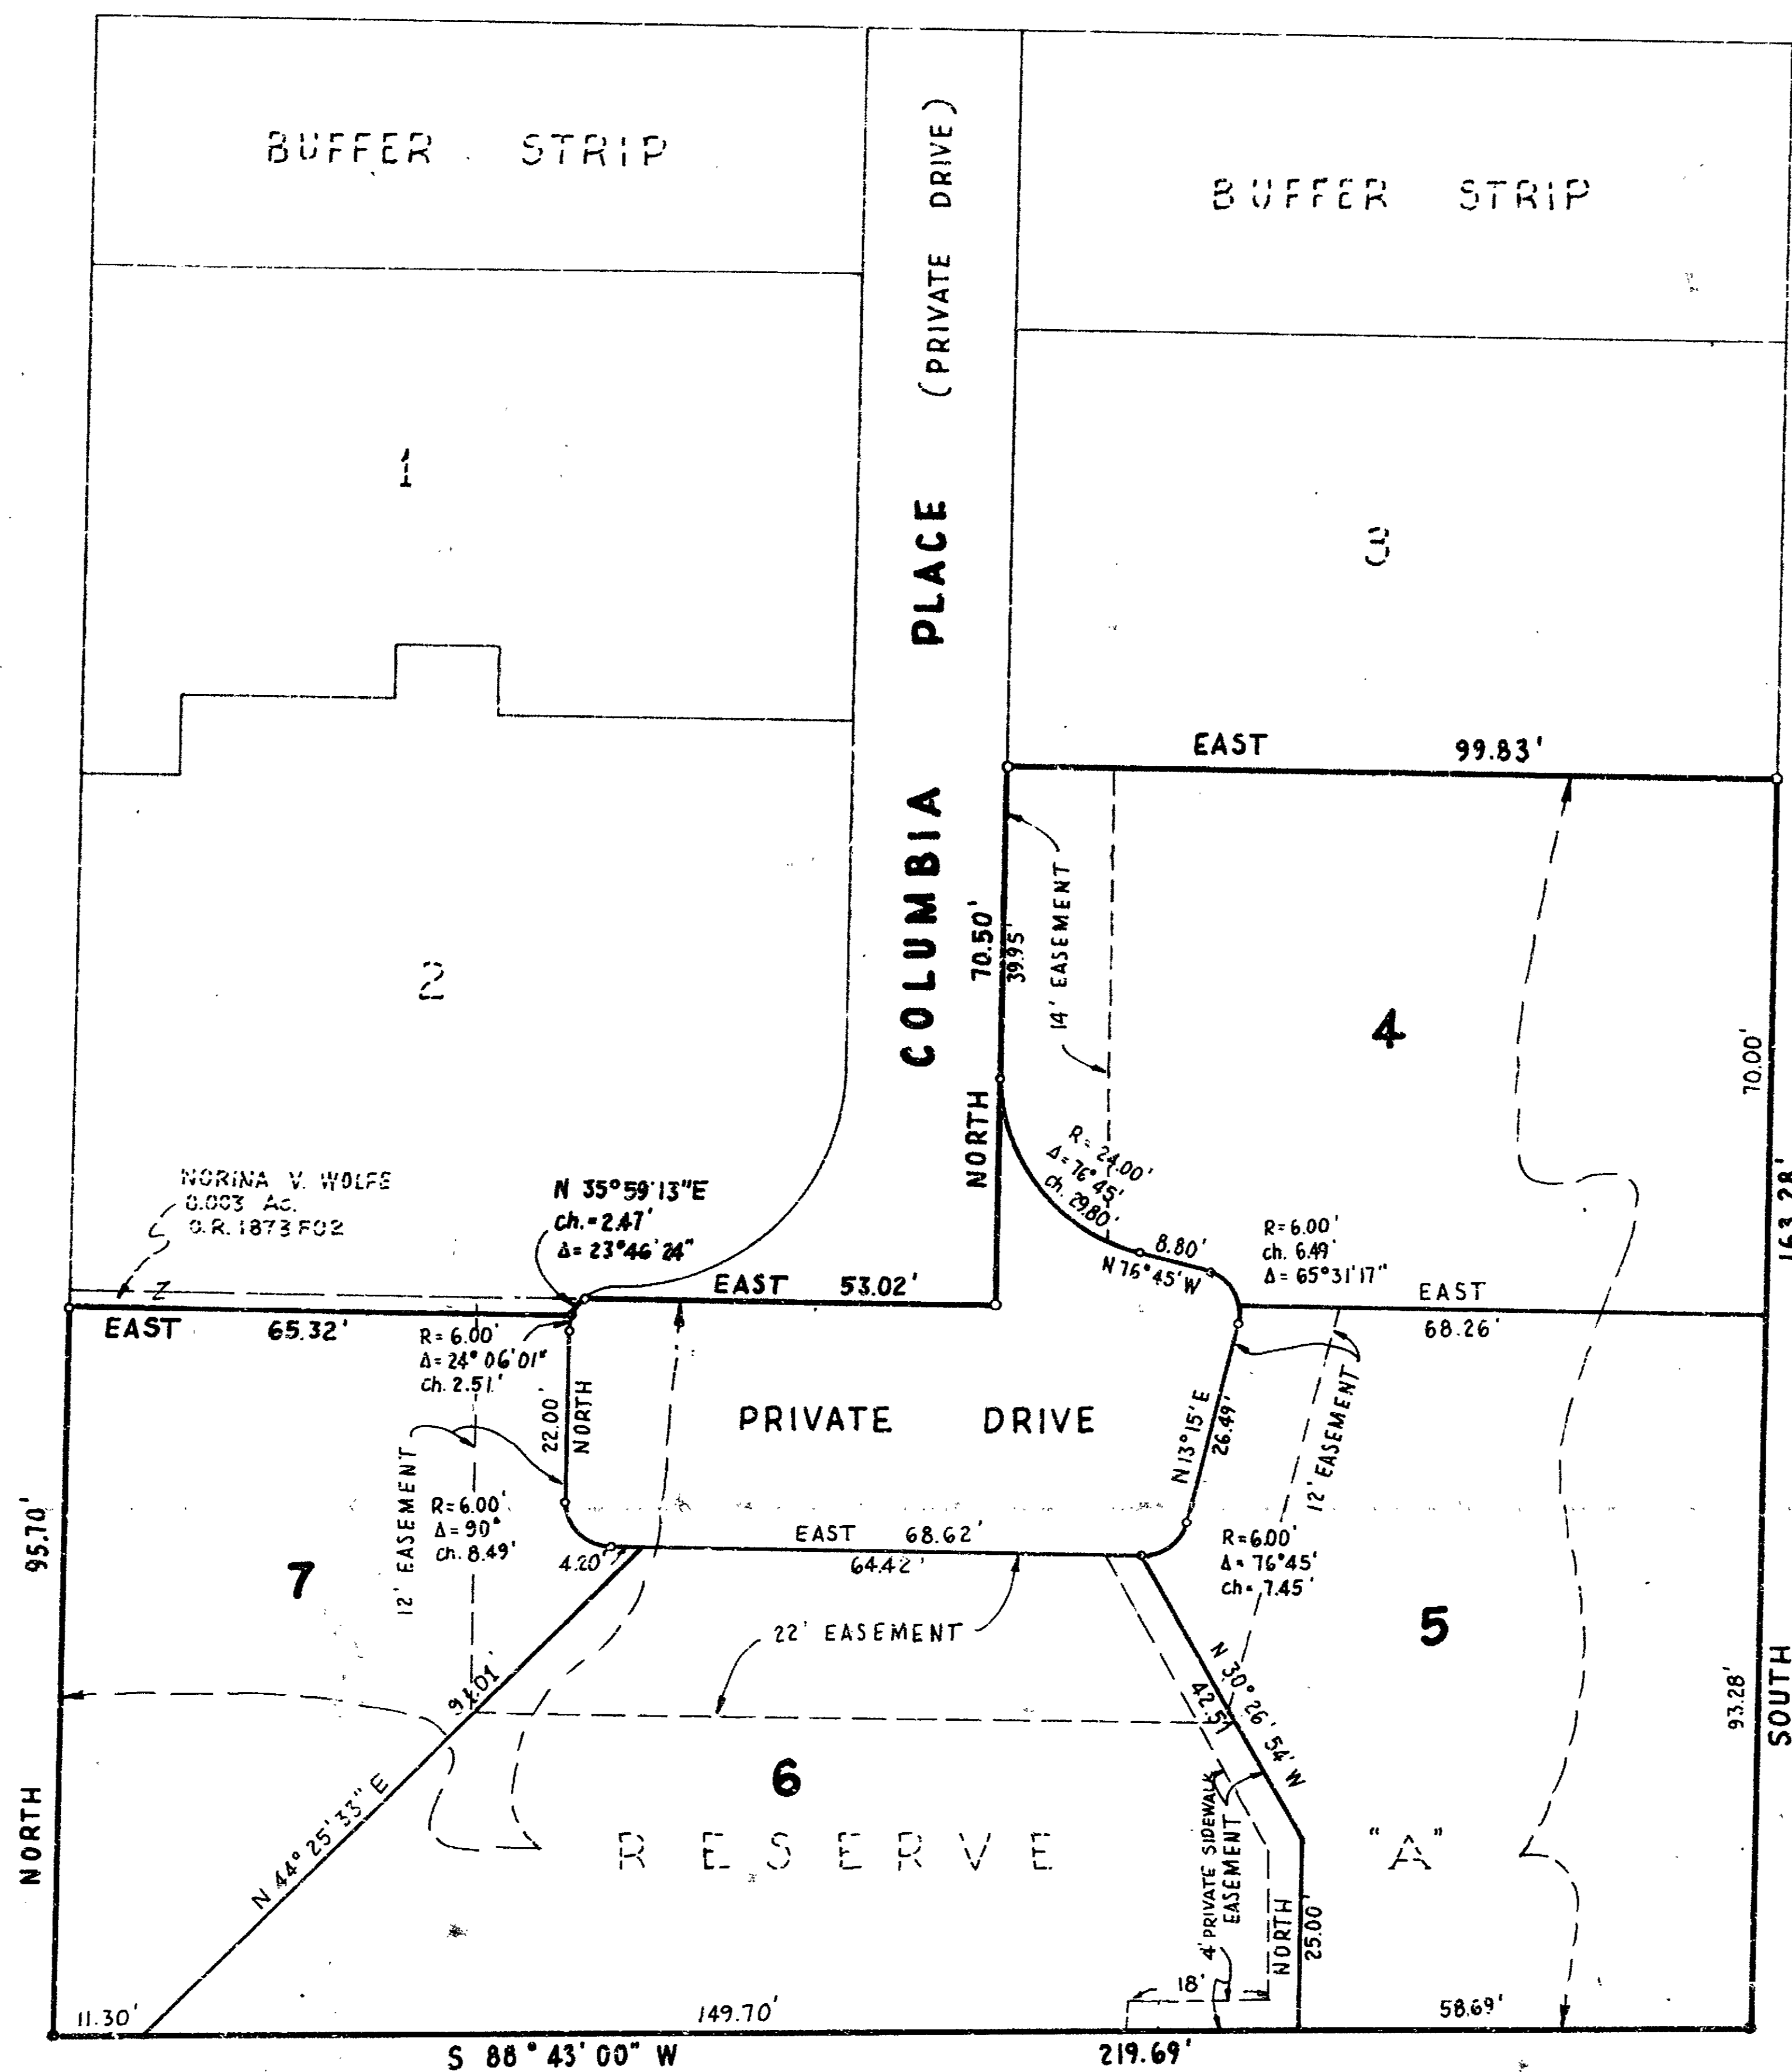 BUFFER STRIP
BUFFER STRIP
COLUMBIA PLACE (PRIVATE DRIVE)
1
3
EAST 99.83'
2
70.50'
39.95'
14' EASEMENT
4
70.00'
NORTH
R= 24.00'
Δ= 76°45'
ch. 29.80'
163.28'
NORINA V. WOLFE
0.003 Ac.
O.R. 1873 F02
N 35°59'13"E
ch.= 2.47'
Δ= 23°46'24"
8.80'
N 76°45' W
R= 6.00'
ch. 6.49'
Δ= 65°31'17"
EAST 53.02'
EAST
68.26'
EAST 65.32'
R= 6.00'
Δ= 24°06'01"
ch. 2.51'
22.00'
NORTH
PRIVATE DRIVE
N 13°15' E
26.49'
12' EASEMENT
12' EASEMENT
95.70'
R= 6.00'
Δ= 90°
ch. 8.49'
EAST 68.62'
4.20'
64.42'
R= 6.00'
Δ= 76°45'
ch. 7.45'
7
22' EASEMENT
5
N 30°26'54" W
42.51'
SOUTH
93.28'
N 44°25'33" E
6
RESERVE "A"
NORTH
4' PRIVATE SIDEWALK
EASEMENT
NORTH
25.00'
18'
11.30'
149.70'
58.69'
S 88°43'00" W
219.69'